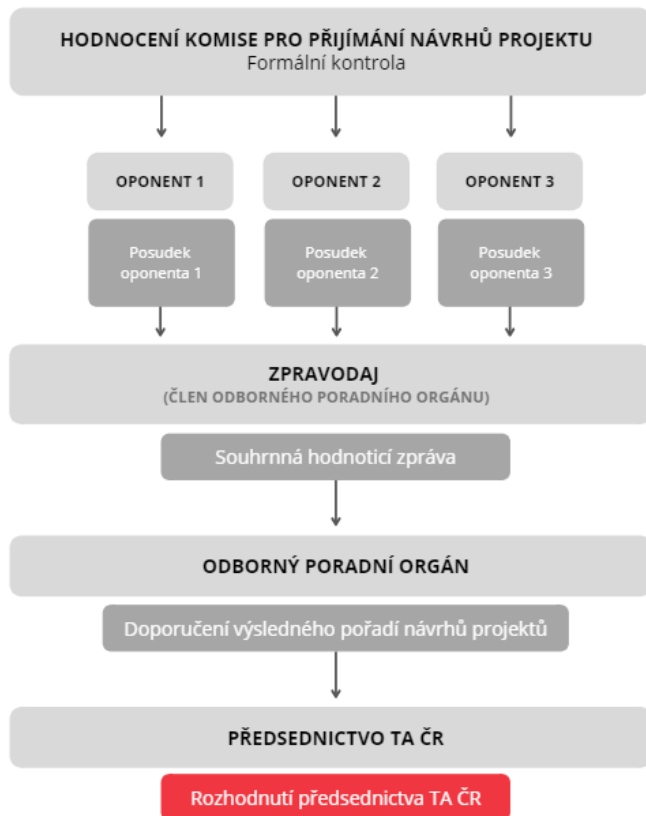 HODNOCENÍ KOMISE PRO PŘIJÍMÁNÍ NÁVRHŮ PROJEKTU
Formální kontrola
OPONENT 1
OPONENT 2
OPONENT 3
Posudek
oponenta 1
Posudek
oponenta 2
Posudek
oponenta 3
ZPRAVODAJ
(ČLEN ODBORNÉHO PORADNÍHO ORGÁNU)
Souhrnná hodnoticí zpráva
ODBORNÝ PORADNÍ ORGÁN
Doporučení výsledného pořadí návrhů projektů
PŘEDSEDNICTVO TA ČR
Rozhodnutí předsednictva TA ČR